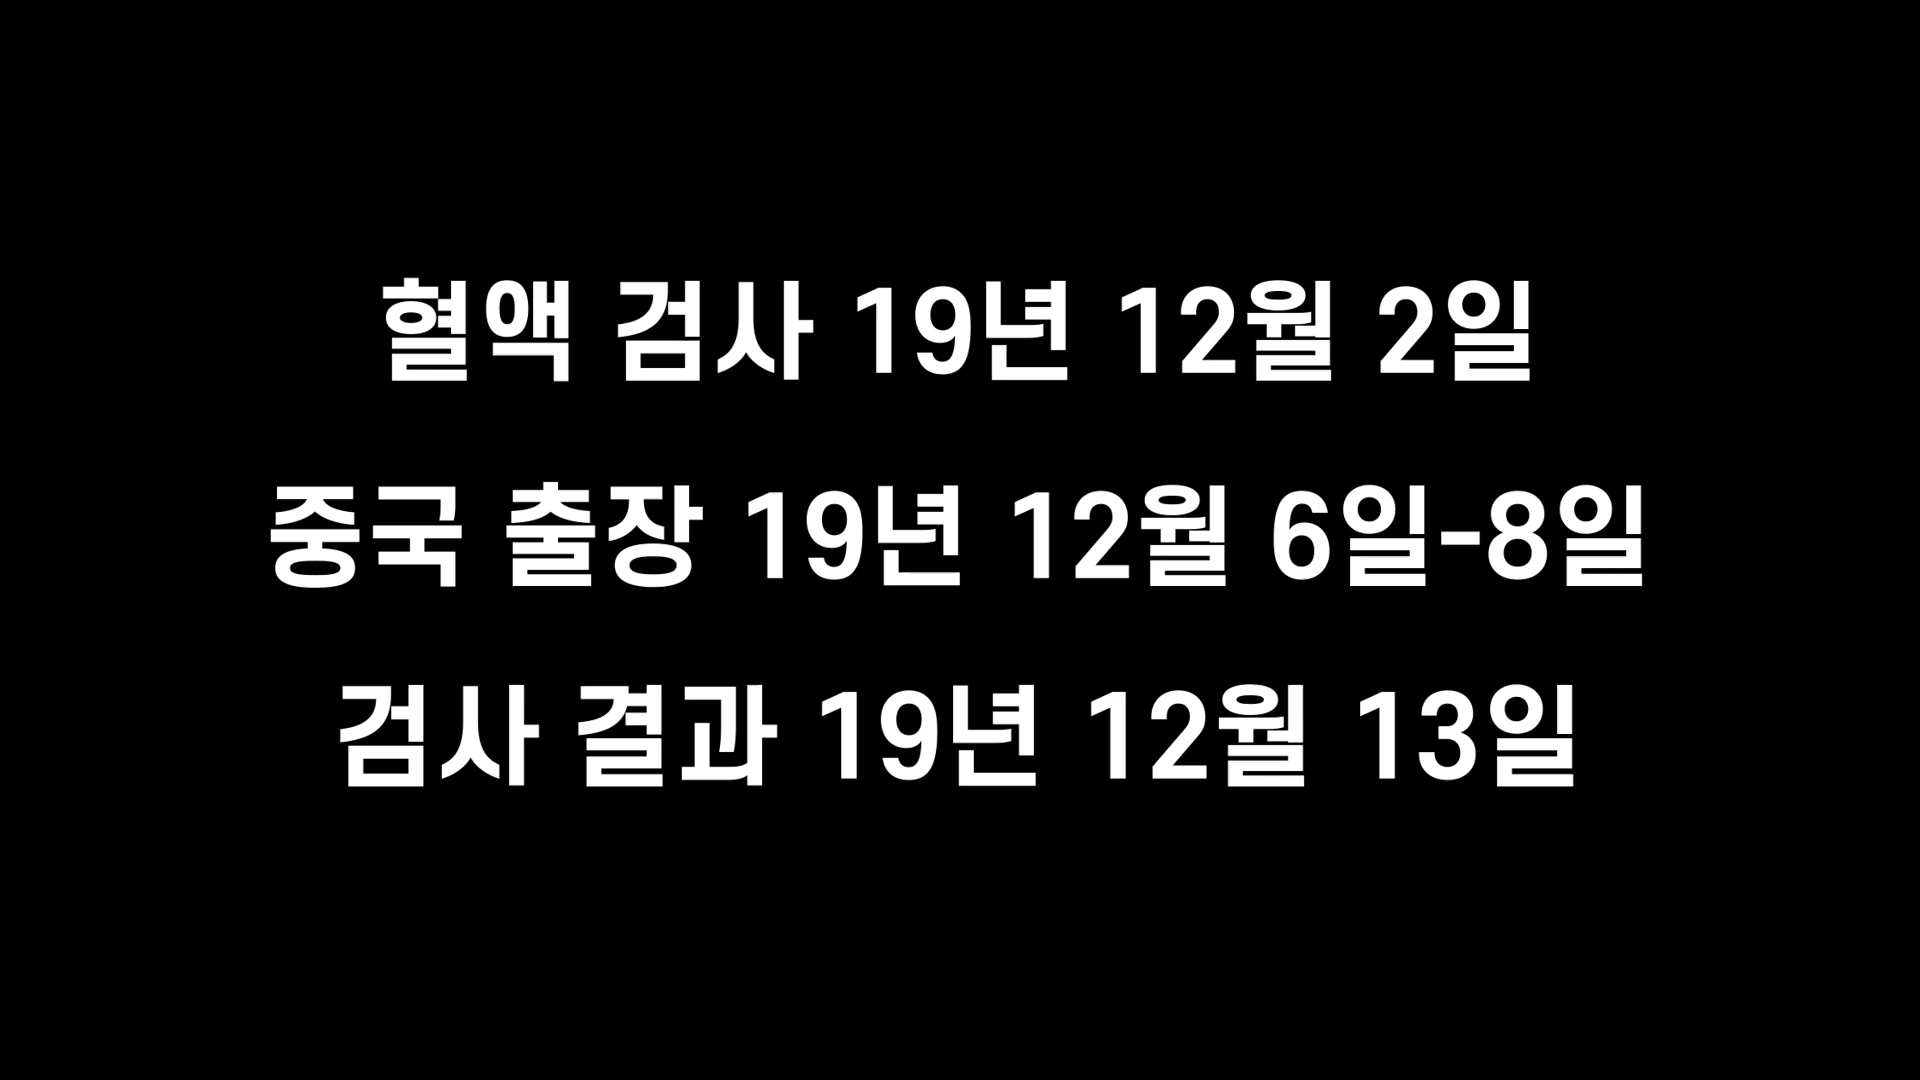 혈액 검사 19년 12월 2일
중국 출장 19년 12월 6일-8일
검사 결과 19년 12월 13일